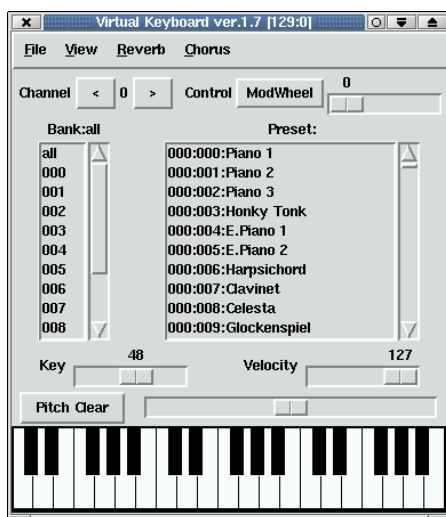 Virtual Keyboard ver.1.7 [129:0]
File View Reverb Chorus
Channel < 0 > Control ModWheel 0
Bank:all Preset:
all 000:000:Piano 1
000 000:001:Piano 2
001 000:002:Piano 3
002 000:003:Honky Tonk
003 000:004:E.Piano 1
004 000:005:E.Piano 2
005 000:006:Harpsichord
006 000:007:Clavinet
007 000:008:Celesta
008 000:009:Glockenspiel
Key 48 Velocity 127
Pitch Clear